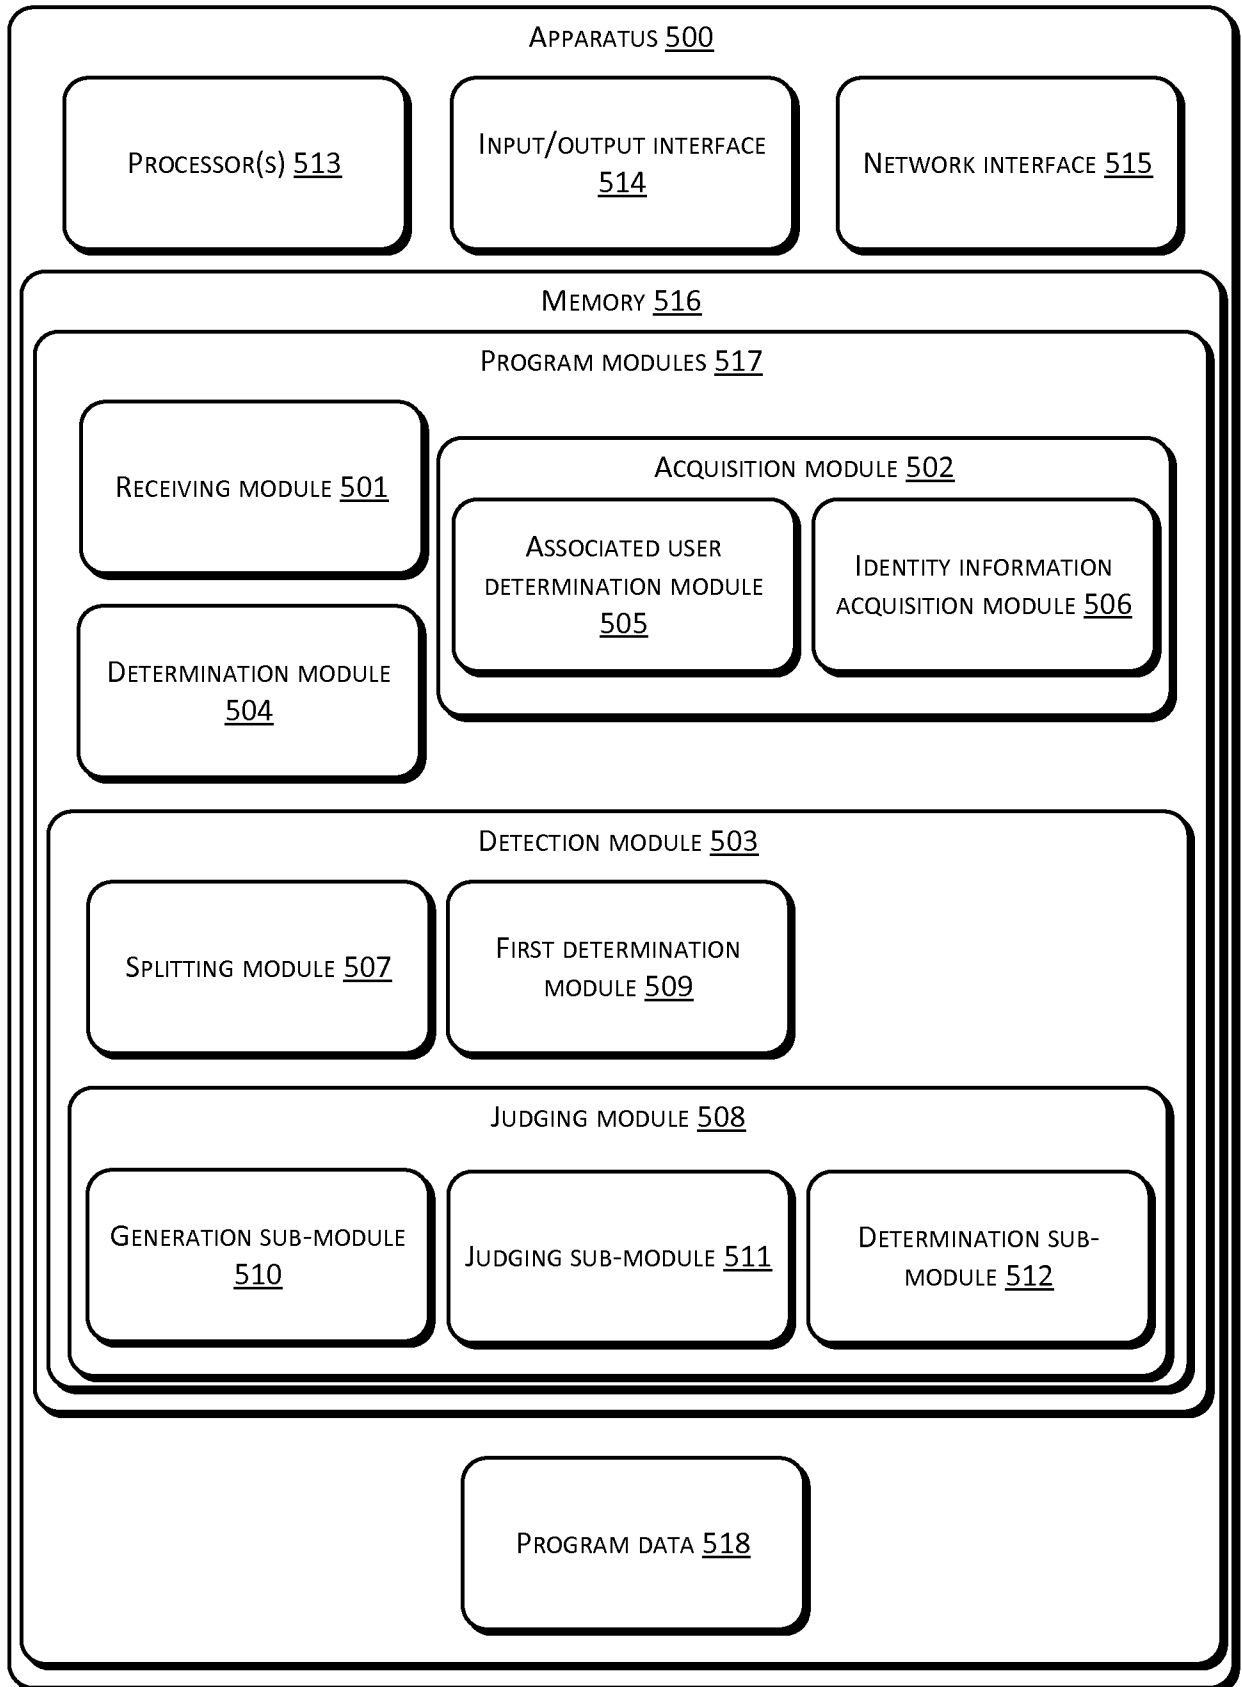 APPARATUS 500
PROCESSOR(S) 513
INPUT/OUTPUT INTERFACE
514
NETWORK INTERFACE 515
MEMORY 516
PROGRAM MODULES 517
RECEIVING MODULE 501
ACQUISITION MODULE 502
ASSOCIATED USER
DETERMINATION MODULE
505
IDENTITY INFORMATION
ACQUISITION MODULE 506
DETERMINATION MODULE
504
DETECTION MODULE 503
SPLITTING MODULE 507
FIRST DETERMINATION
MODULE 509
JUDGING MODULE 508
GENERATION SUB-MODULE
510
JUDGING SUB-MODULE 511
DETERMINATION SUB-
MODULE 512
PROGRAM DATA 518